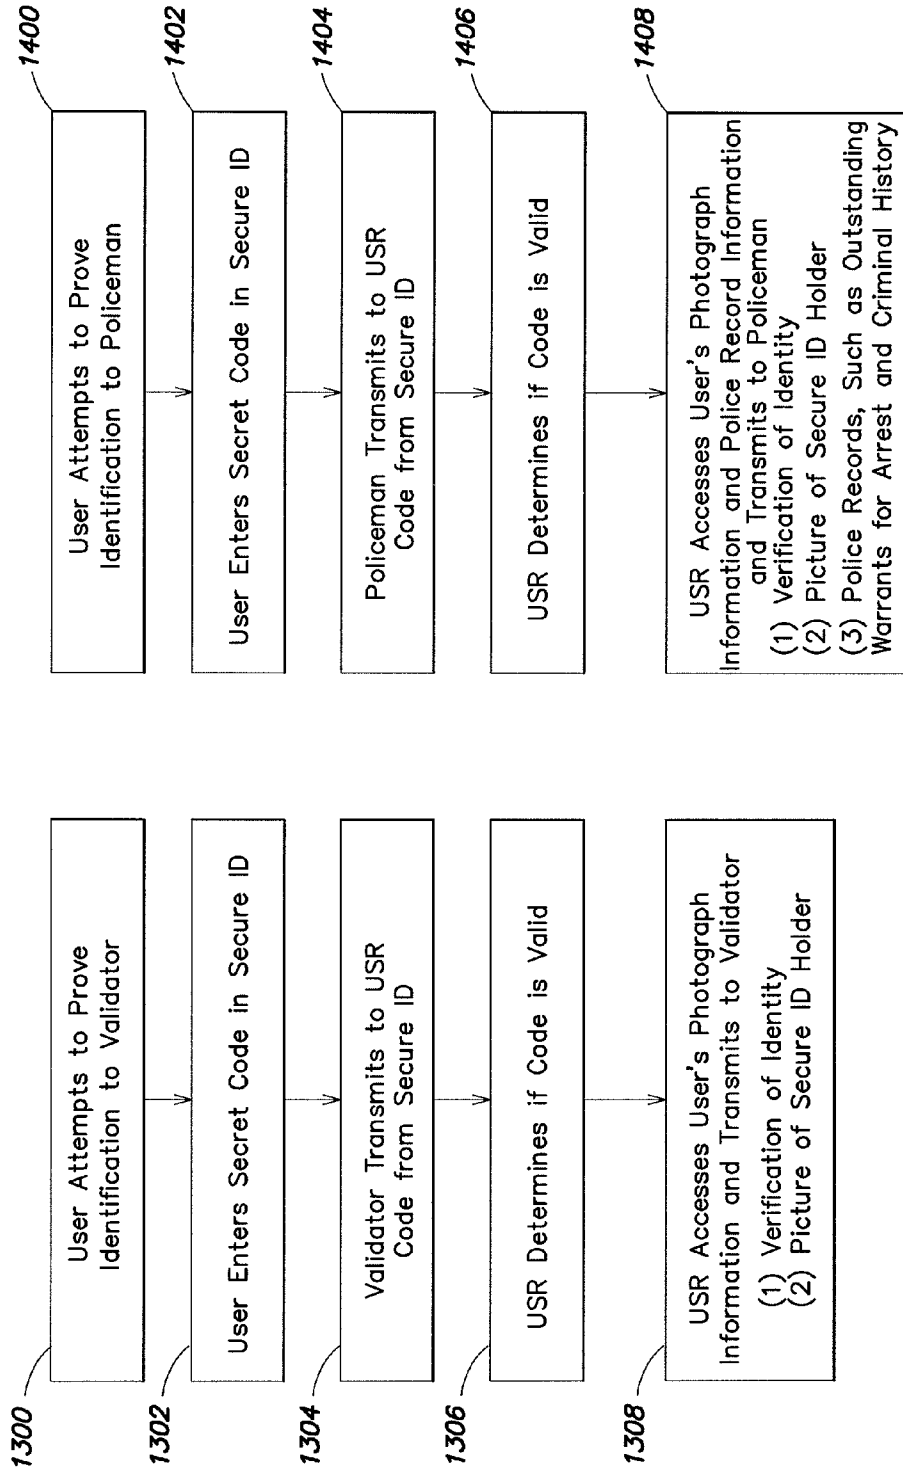 1300
User Attempts to Prove
Identification to Validator
1302
User Enters Secret Code in Secure ID
1304
Validator Transmits to USR
Code from Secure ID
1306
USR Determines if Code is Valid
1308
USR Accesses User's Photograph
Information and Transmits to Validator
(1) Verification of Identity
(2) Picture of Secure ID Holder
1400
User Attempts to Prove
Identification to Policeman
1402
User Enters Secret Code in Secure ID
1404
Policeman Transmits to USR
Code from Secure ID
1406
USR Determines if Code is Valid
1408
USR Accesses User's Photograph
Information and Police Record Information
and Transmits to Policeman
(1) Verification of Identity
(2) Picture of Secure ID Holder
(3) Police Records, Such as Outstanding
Warrants for Arrest and Criminal History